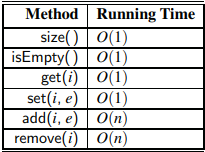 Method Running Time
size() O(1)
isEmpty() O(1)
get(i) O(1)
set(i, e) O(1)
add(i, e) O(n)
remove(i) O(n)